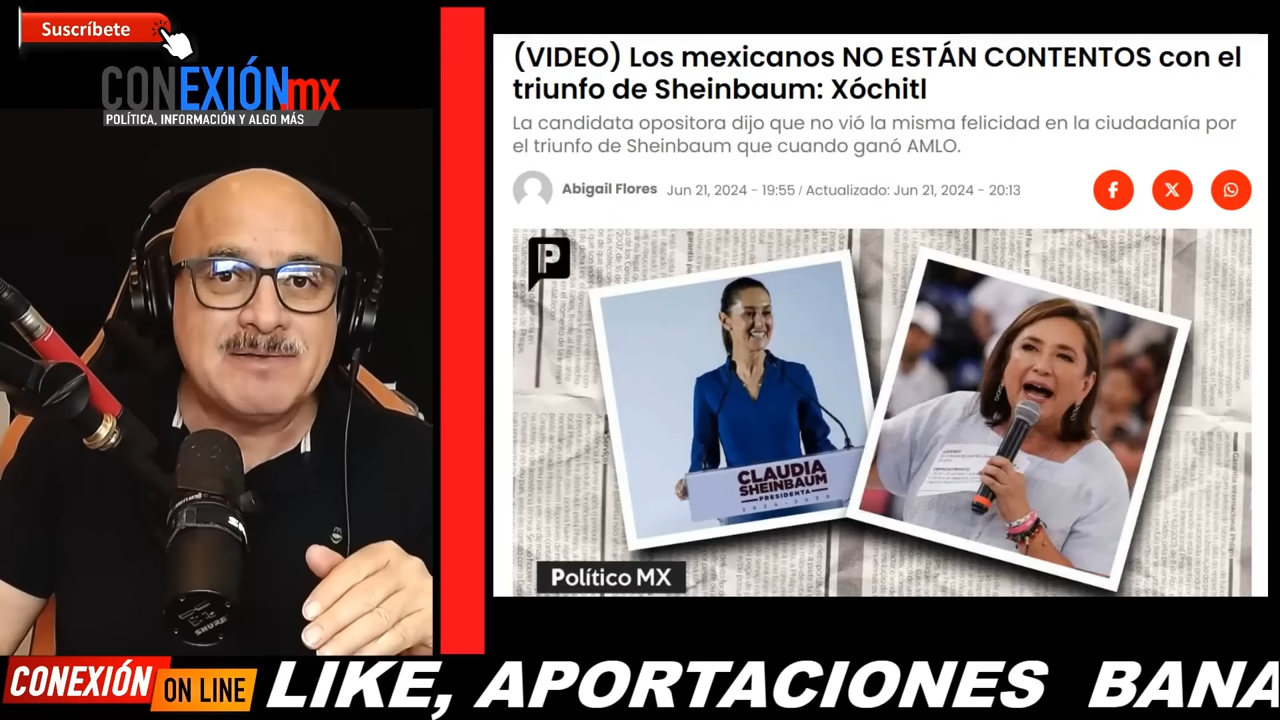 Suscríbete
CONEXIÓN.mx
POLÍTICA, INFORMACIÓN Y ALGO MÁS
(VIDEO) Los mexicanos NO ESTÁN CONTENTOS con el
triunfo de Sheinbaum: Xóchitl
La candidata opositora dijo que no vió la misma felicidad en la ciudadanía por
el triunfo de Sheinbaum que cuando ganó AMLO.
Abigail Flores Jun 21, 2024 - 19:55 / Actualizado: Jun 21, 2024 - 20:13
P
CLAUDIA
SHEINBAUM
PRESIDENTA
Político MX
SHURE
CONEXIÓN ON LINE LIKE, APORTACIONES BANA